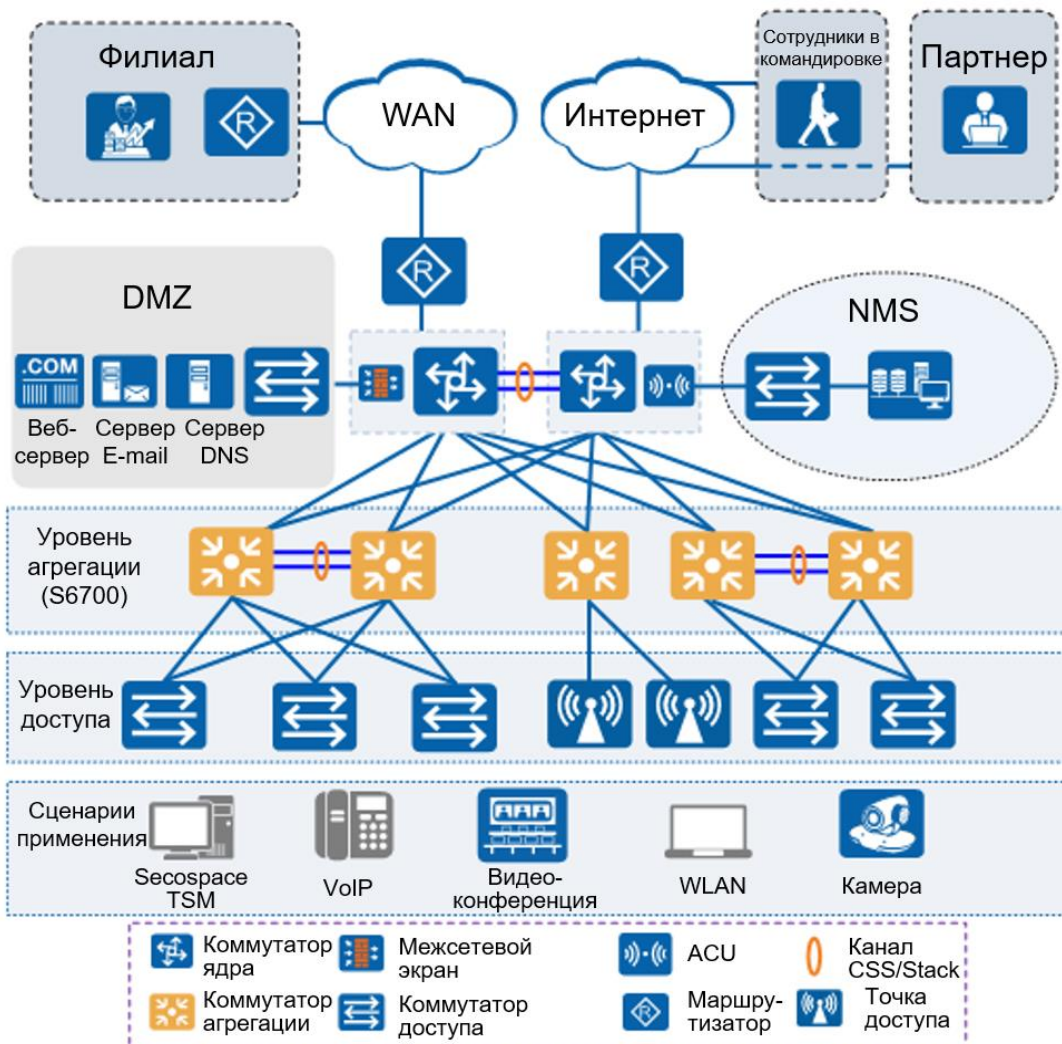 Филиал
WAN
Интернет
Сотрудники в
командировке
Партнер
R
R
R
DMZ
.COM
Веб-
сервер
Сервер
E-mail
Сервер
DNS
NMS
Уровень
агрегации
(S6700)
Уровень
доступа
Сценарии
применения
Secospace
TSM
VoIP
Видео-
конференция
WLAN
Камера
Коммутатор
ядра
Межсетевой
экран
ACU
Канал
CSS/Stack
Коммутатор
агрегации
Коммутатор
доступа
R
Маршру-
тизатор
Точка
доступа